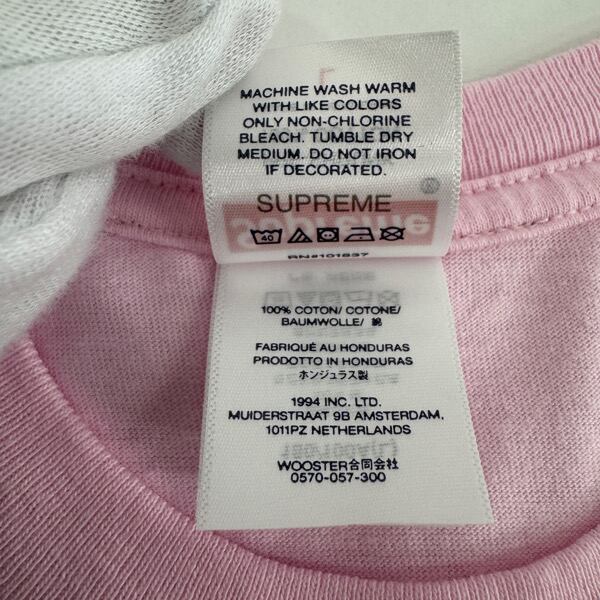 MACHINE WASH WARM
WITH LIKE COLORS
ONLY NON-CHLORINE
BLEACH. TUMBLE DRY
MEDIUM. DO NOT IRON
IF DECORATED.
SUPREME
Supreme
40
RN#101837
100% COTON/ COTONE/
BAUMWOLLE/ 綿
FABRIQUÉ AU HONDURAS
PRODOTTO IN HONDURAS
ホンジュラス製
1994 INC. LTD.
MUIDERSTRAAT 9B AMSTERDAM,
1011PZ NETHERLANDS
180/100A(L)
WOOSTER合同会社
0570-057-300